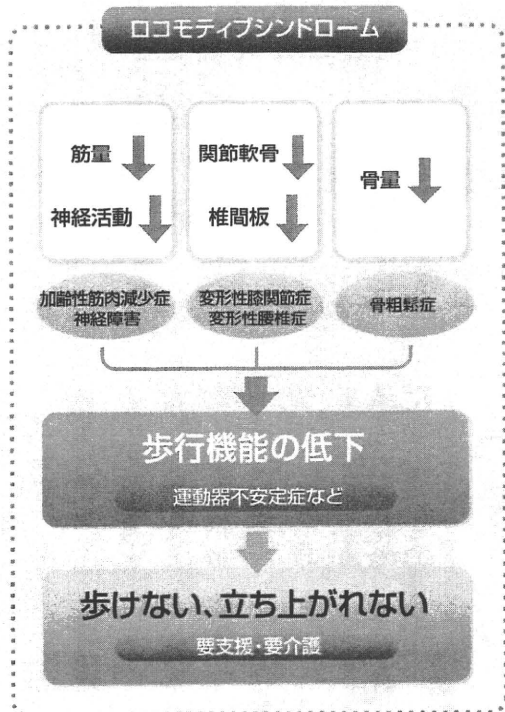 ロコモティブシンドローム
筋量
神経活動
関節軟骨
椎間板
骨量
加齢性筋肉減少症
神経障害
変形性膝関節症
変形性腰椎症
骨粗鬆症
歩行機能の低下
運動器不安定症など
歩けない、立ち上がれない
要支援・要介護